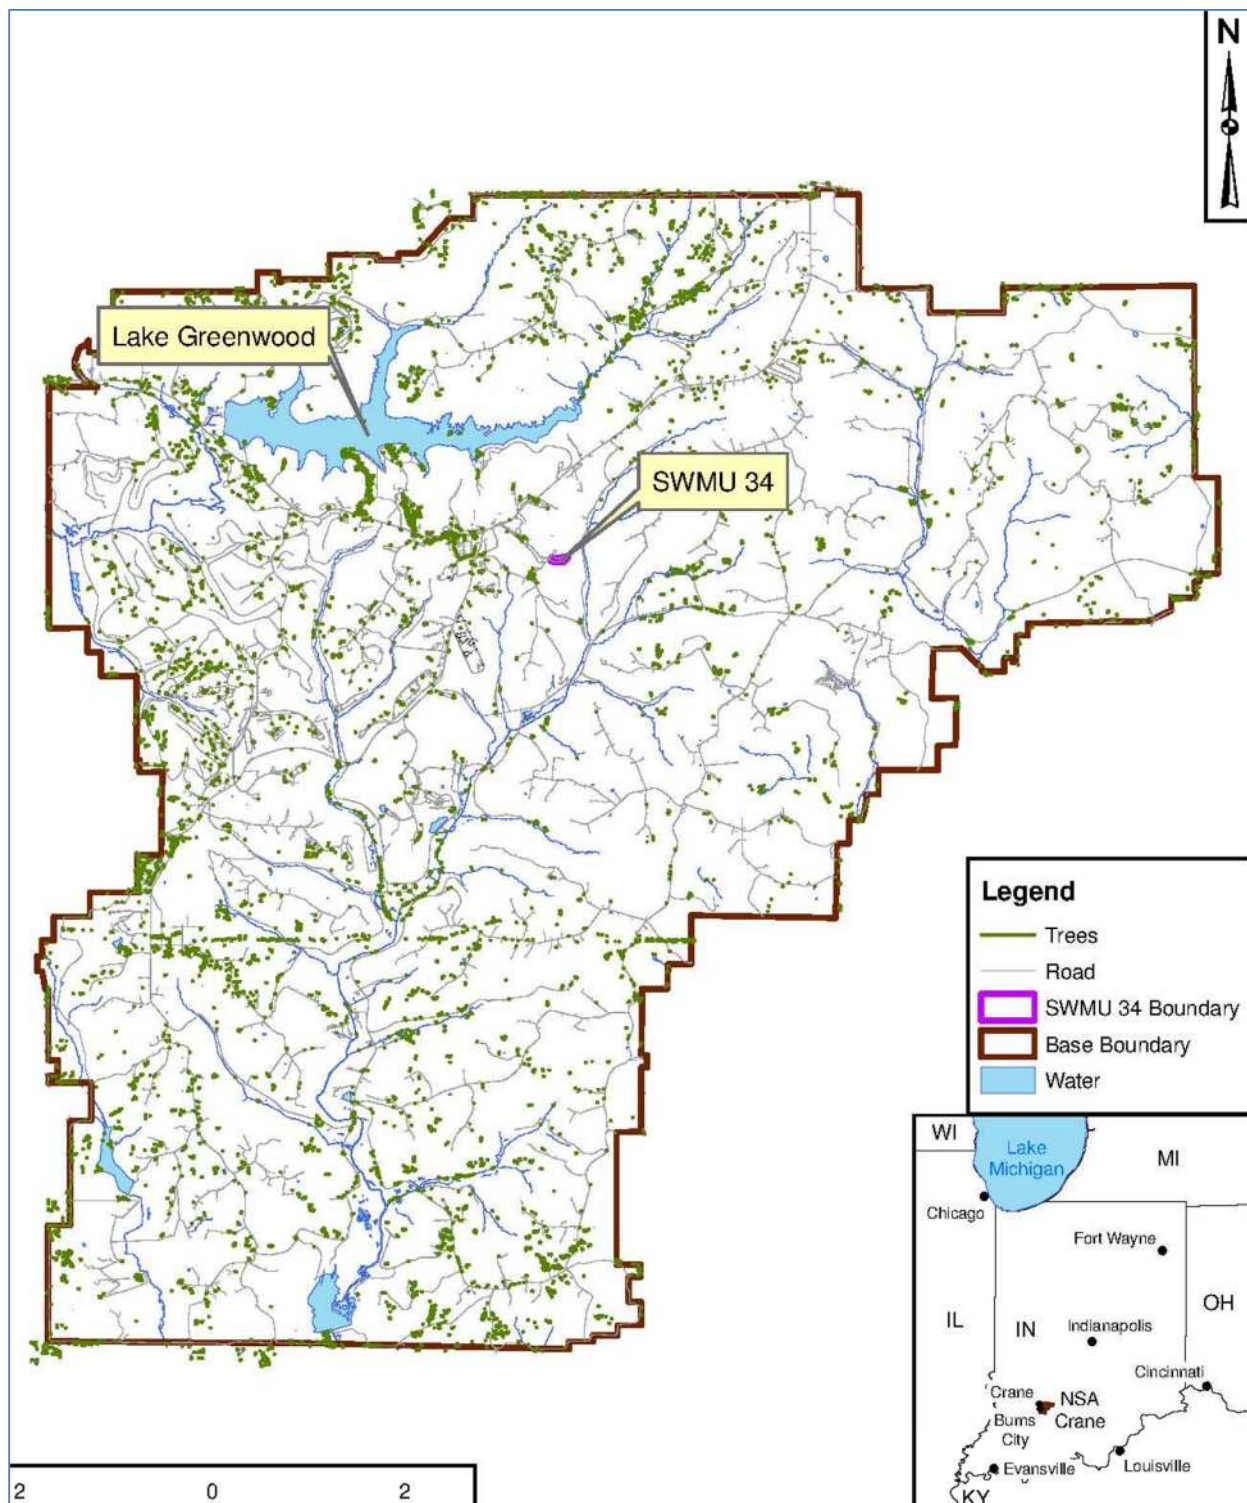 N
Lake Greenwood
SWMU 34
Legend
Trees
Road
SWMU 34 Boundary
Base Boundary
Water
WI
Lake
Michigan
MI
Chicago
Fort Wayne
OH
IL
IN
Indianapolis
Cincinnati
Crane
NSA
Crane
Burns
City
Evansville
Louisville
KY
2 0 2